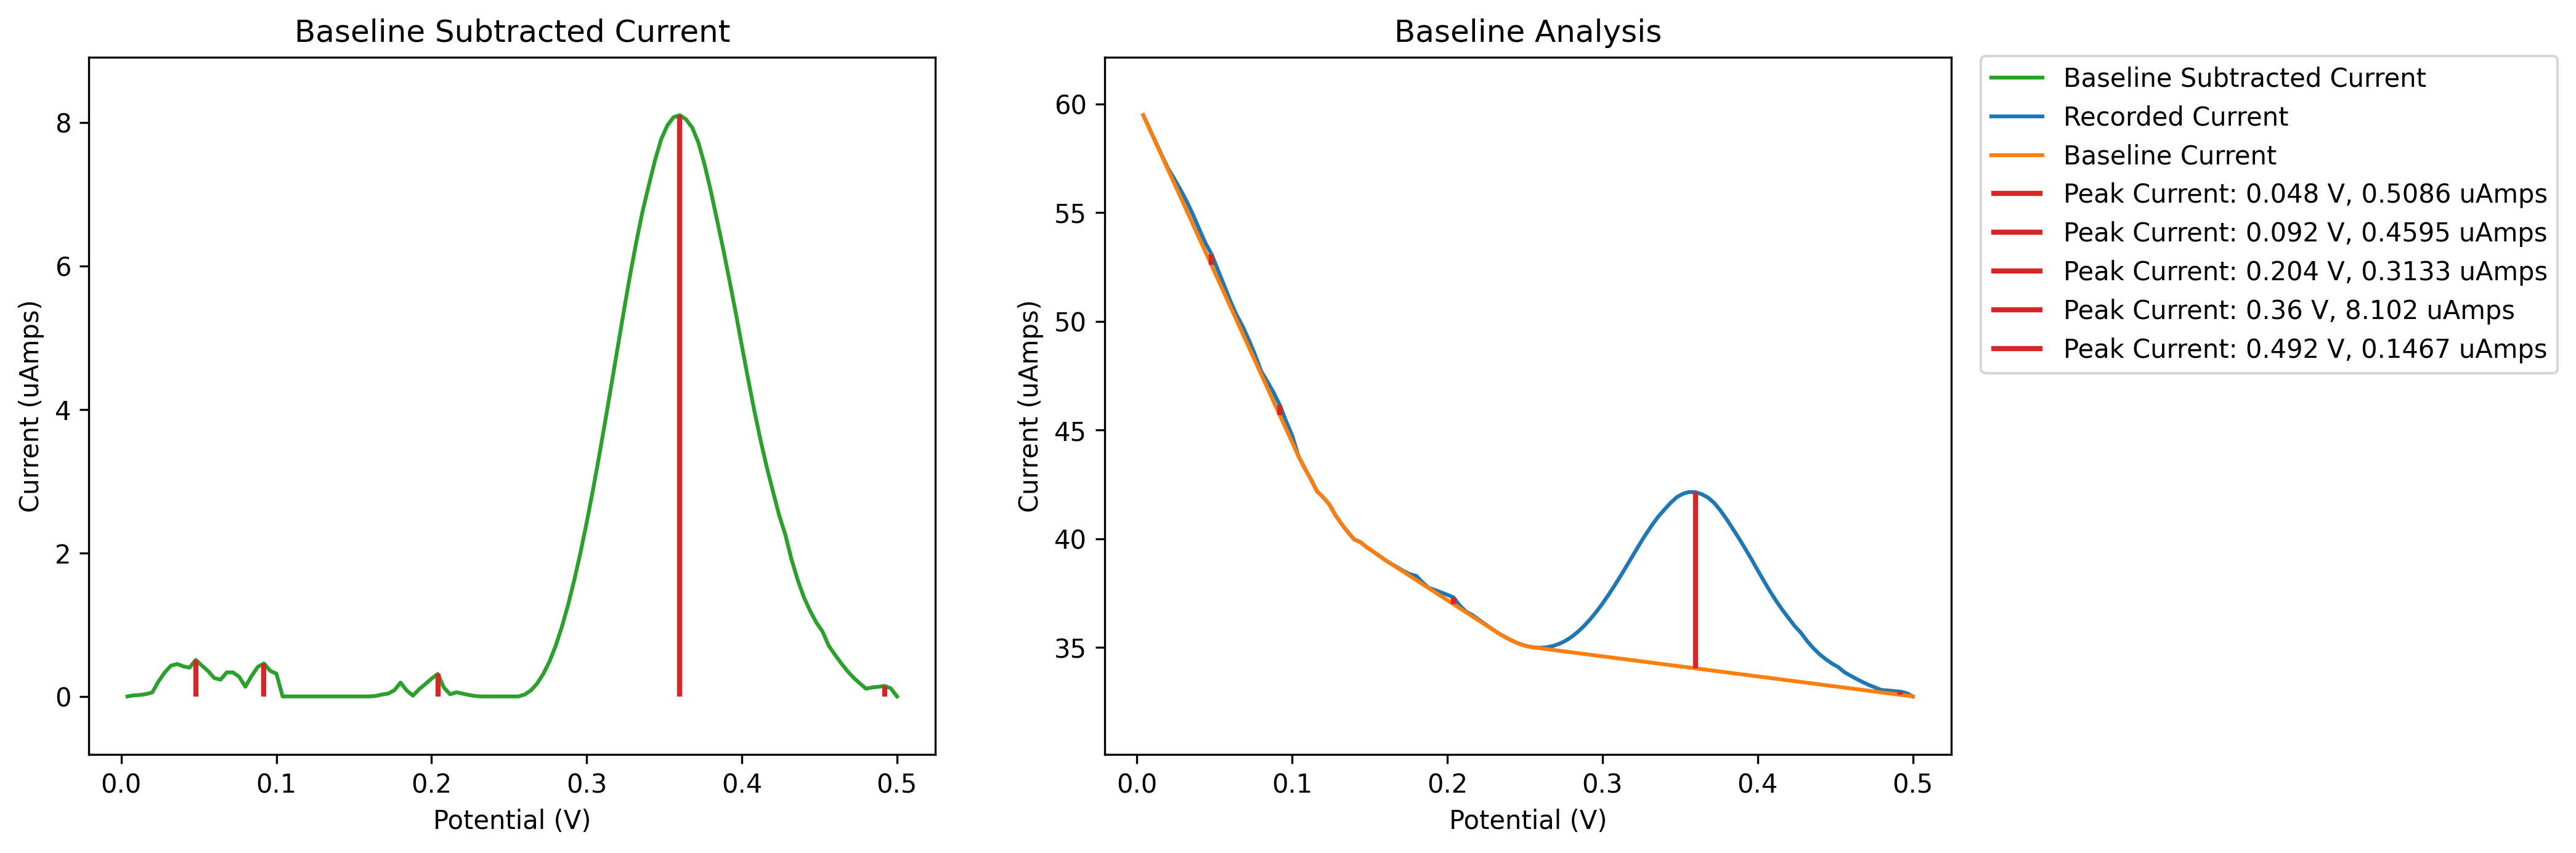 Baseline Subtracted Current
Current (uAmps)
8
6
4
2
0
0.0 0.1 0.2 0.3 0.4 0.5
Potential (V)
Baseline Analysis
Current (uAmps)
60
55
50
45
40
35
0.0 0.1 0.2 0.3 0.4 0.5
Potential (V)
Baseline Subtracted Current
Recorded Current
Baseline Current
Peak Current: 0.048 V, 0.5086 uAmps
Peak Current: 0.092 V, 0.4595 uAmps
Peak Current: 0.204 V, 0.3133 uAmps
Peak Current: 0.36 V, 8.102 uAmps
Peak Current: 0.492 V, 0.1467 uAmps